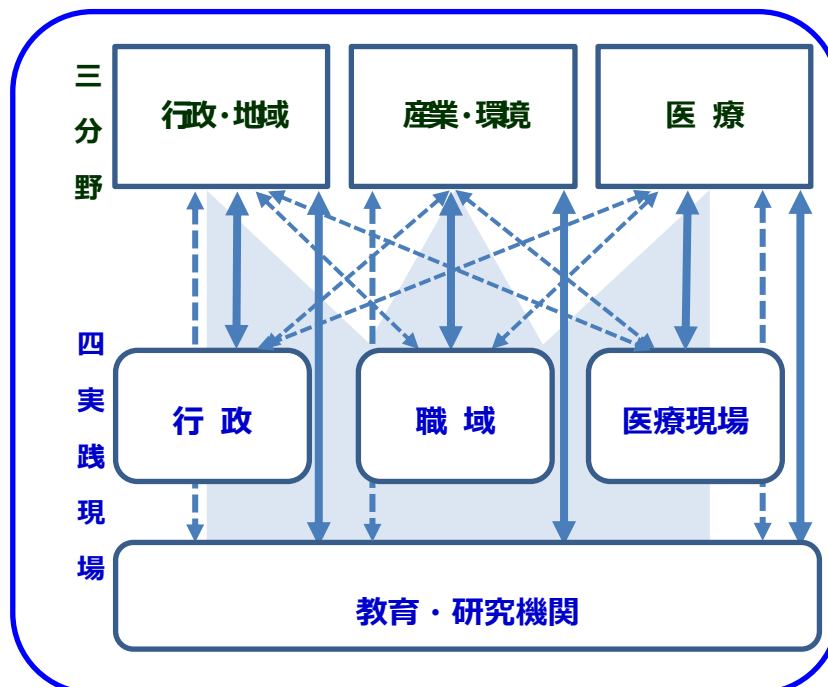 三分野
行政・地域
産業・環境
医 療
四実践現場
行 政
職 域
医療現場
教育・研究機関